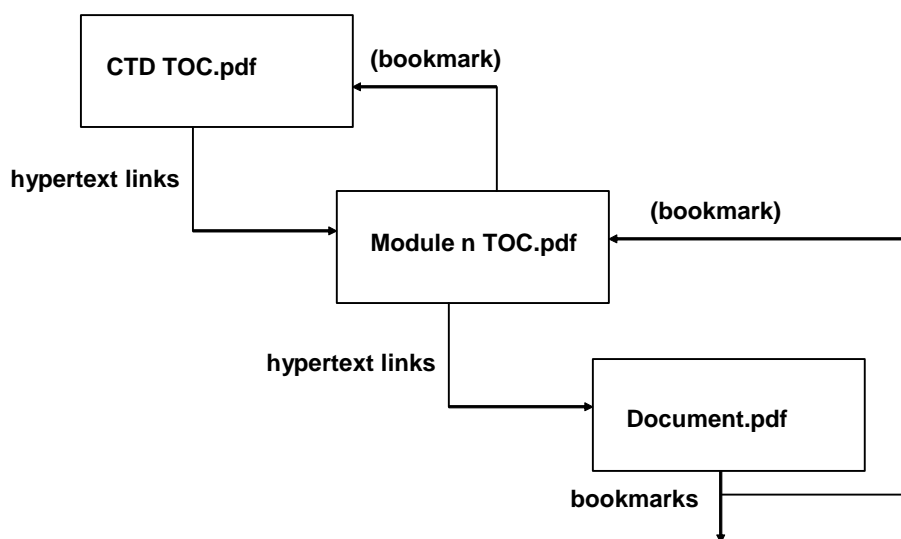 CTD TOC.pdf
(bookmark)
hypertext links
(bookmark)
Module n TOC.pdf
hypertext links
Document.pdf
bookmarks